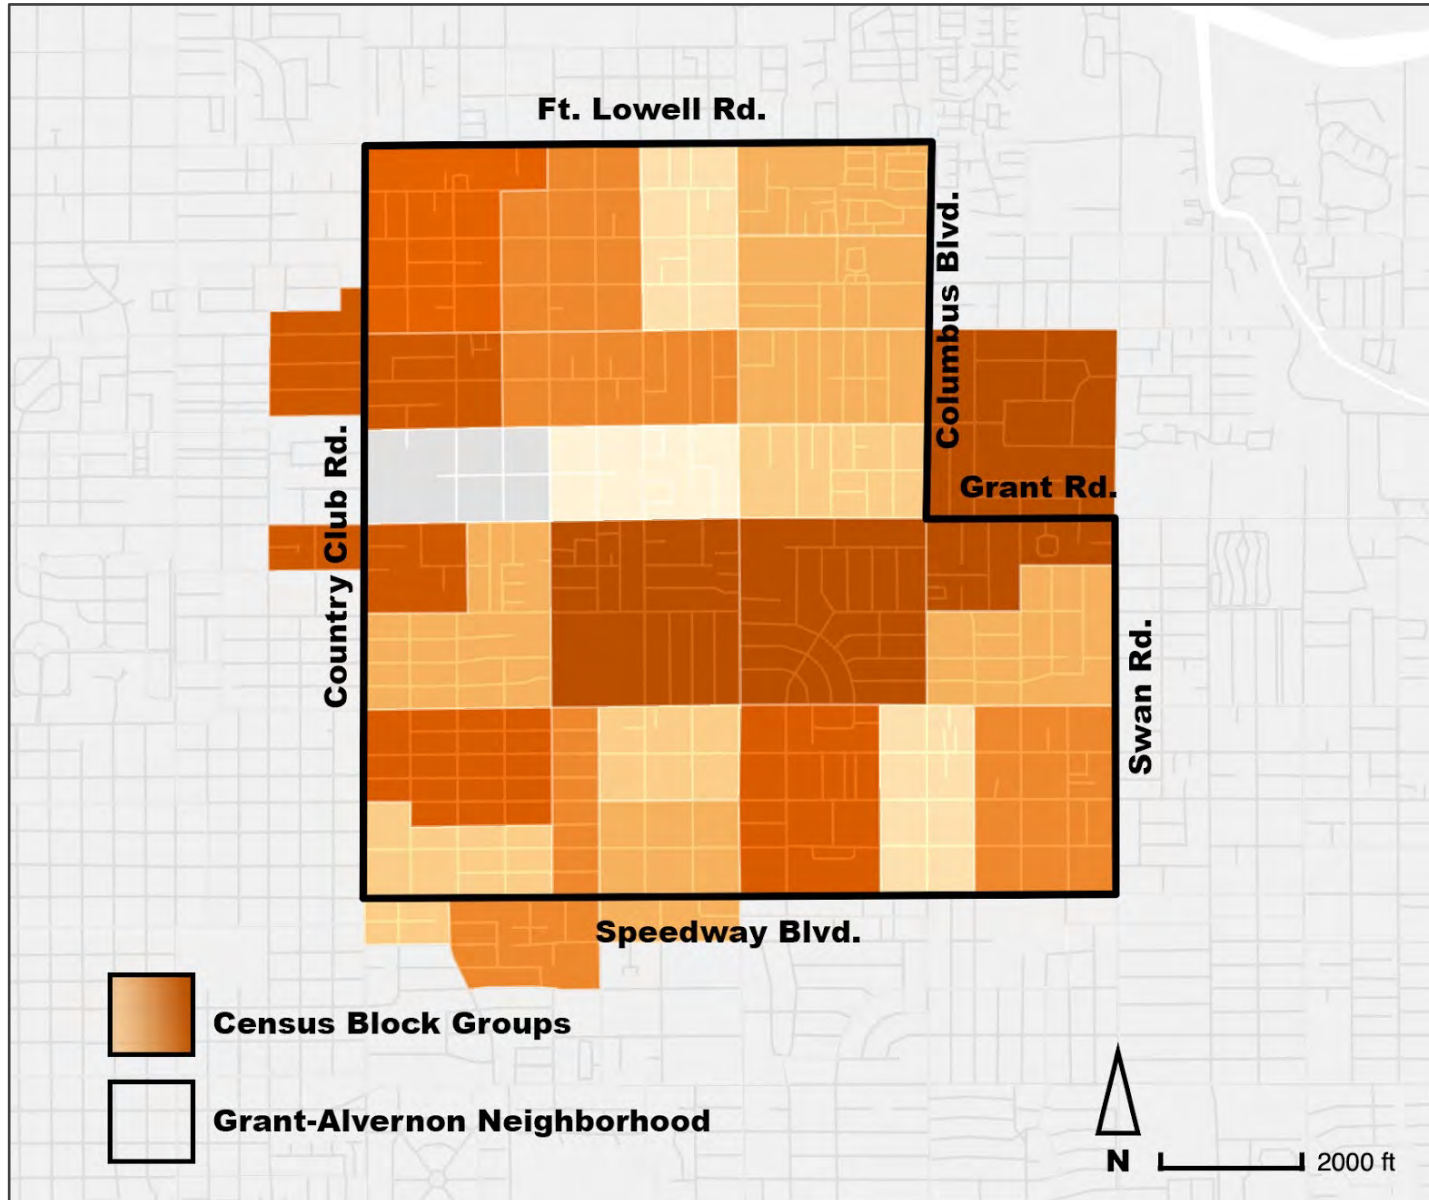 Ft. Lowell Rd.
Columbus Blvd.
Country Club Rd.
Grant Rd.
Swan Rd.
Speedway Blvd.
Census Block Groups
Grant-Alvernon Neighborhood
N
2000 ft